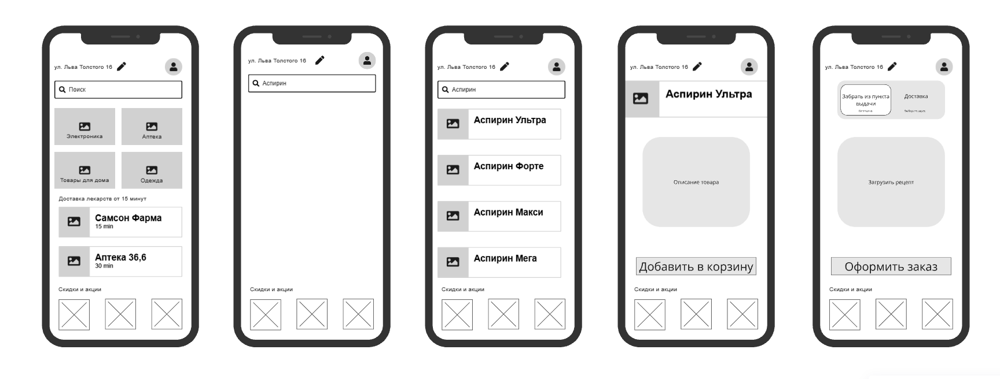 ул. Льва Толстого 16
Поиск
Электроника
Аптека
Товары для дома
Одежда
Доставка лекарств от 15 минут
Самсон Фарма
15 min
Аптека 36,6
30 min
Скидки и акции
ул. Льва Толстого 16
Аспирин
Скидки и акции
ул. Льва Толстого 16
Аспирин
Аспирин Ультра
Аспирин Форте
Аспирин Макси
Аспирин Мега
Скидки и акции
ул. Льва Толстого 16
Аспирин Ультра
Описание товара
Добавить в корзину
Скидки и акции
ул. Льва Толстого 16
Забрать из пункта
выдачи
Доставка
Загрузить рецепт
Оформить заказ
Скидки и акции